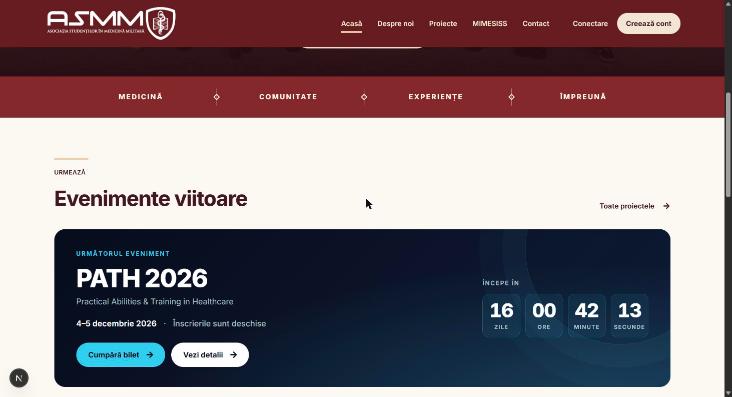 ASMM
ASOCIAȚIA STUDENȚILOR ÎN MEDICINĂ MILITARĂ
Acasă
Despre noi
Proiecte
MIMESISS
Contact
Conectare
Creează cont
MEDICINĂ
COMUNITATE
EXPERIENȚE
ÎMPREUNĂ
URMEAZĂ
Evenimente viitoare
Toate proiectele →
URMĂTORUL EVENIMENT
PATH 2026
Practical Abilities & Training in Healthcare
4–5 decembrie 2026 · Înscrierile sunt deschise
Cumpără bilet →
Vezi detalii →
ÎNCEPE ÎN
16 00 42 13
ZILE ORE MINUTE SECUNDE
N